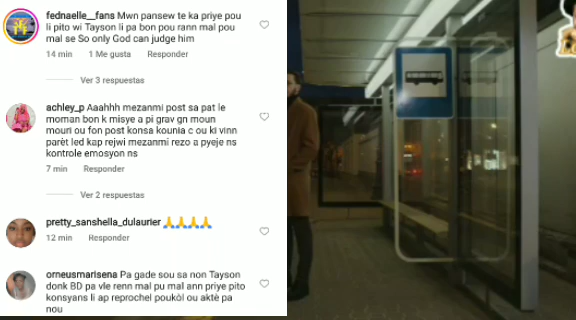 fednaelle__fans Mwn pansew te ka priye pou
li pito wi Tayson li pa bon pou rann mal pou
mal se So only God can judge him
14 min 1 Me gusta Responder
Ver 3 respuestas
achley_p Aaahhh mezanmi post sa pat le
moman bon k misye a pi grav gn moun
mouri ou fon post konsa kounia c ou ki vinn
parèt led kap rejwi mezanmi rezo a pyeje ns
kontrole emosyon ns
7 min Responder
Ver 2 respuestas
pretty_sanshella_dulaurier 🙏🙏🙏🙏
12 min Responder
orneusmarisena Pa gade sou sa non Tayson
donk BD pa vle renn mal pu mal ann priye pito
konsyans li ap reprochel poukòl ou aktè pa
nou